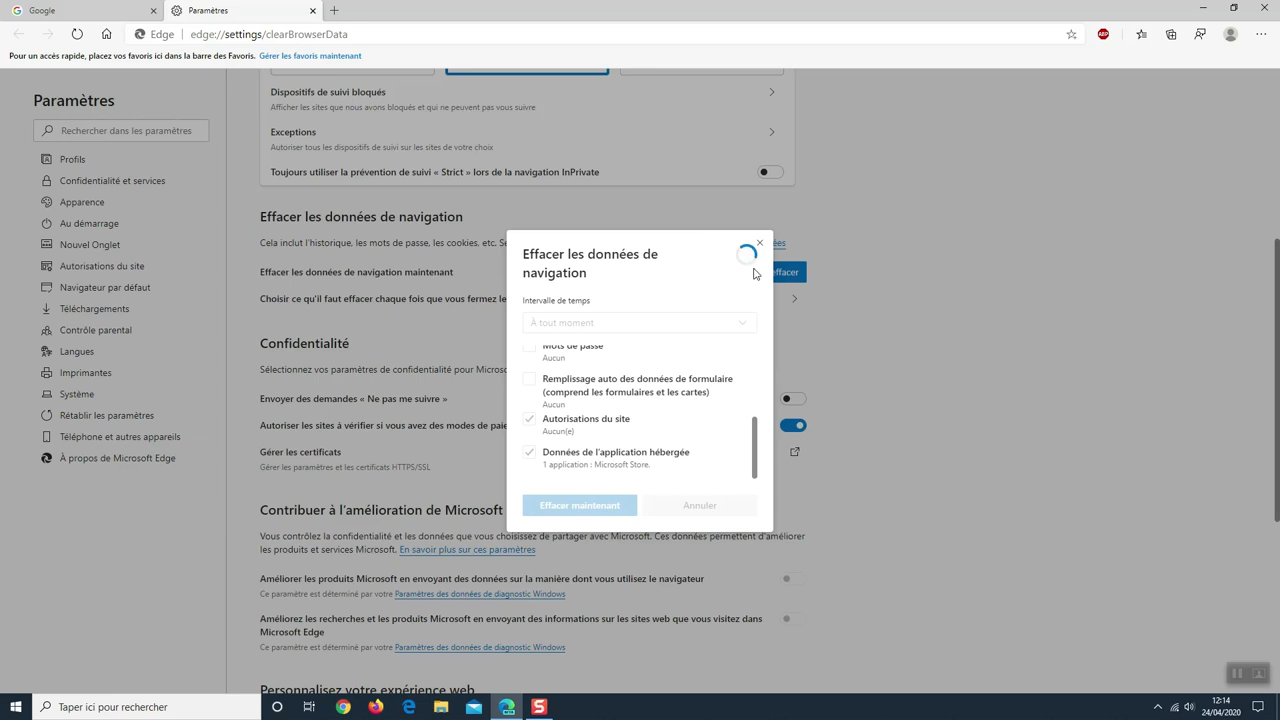 Google
Paramètres
Edge
edge://settings/clearBrowserData
ABP
Pour un accès rapide, placez vos favoris ici dans la barre des Favoris. Gérer les favoris maintenant
Paramètres
Rechercher dans les paramètres
Profils
Confidentialité et services
Apparence
Au démarrage
Nouvel Onglet
Autorisations du site
Navigateur par défaut
Téléchargements
Contrôle parental
Langues
Imprimantes
Système
Rétablir les paramètres
Téléphone et autres appareils
À propos de Microsoft Edge
Dispositifs de suivi bloqués
Afficher les sites que nous avons bloqués et qui ne peuvent pas vous suivre
Exceptions
Autoriser tous les dispositifs de suivi sur les sites de votre choix
Toujours utiliser la prévention de suivi « Strict » lors de la navigation InPrivate
Effacer les données de navigation
Cela inclut l'historique, les mots de passe, les cookies, etc.
Effacer les données de navigation maintenant
Choisir ce qu'il faut effacer chaque fois que vous fermez le
Confidentialité
Sélectionnez vos paramètres de confidentialité pour Microso
Envoyer des demandes « Ne pas me suivre »
Autoriser les sites à vérifier si vous avez des modes de paie
Gérer les certificats
Gérer les paramètres et les certificats HTTPS/SSL
Contribuer à l'amélioration de Microsoft
Vous contrôlez la confidentialité et les données que vous choisissez de partager avec Microsoft. Ces données permettent d'améliorer
les produits et services Microsoft. En savoir plus sur ces paramètres
Améliorer les produits Microsoft en envoyant des données sur la manière dont vous utilisez le navigateur
Ce paramètre est déterminé par votre Paramètres des données de diagnostic Windows
Améliorez les recherches et les produits Microsoft en envoyant des informations sur les sites web que vous visitez dans
Microsoft Edge
Ce paramètre est déterminé par votre Paramètres des données de diagnostic Windows
Personnalisez votre expérience web
Effacer les données de
navigation
Intervalle de temps
À tout moment
Mots de passe
Aucun
Remplissage auto des données de formulaire
(comprend les formulaires et les cartes)
Aucun
Autorisations du site
Aucun(e)
Données de l'application hébergée
1 application : Microsoft Store.
Effacer maintenant
Annuler
ées
effacer
Taper ici pour rechercher
12:14
24/04/2020